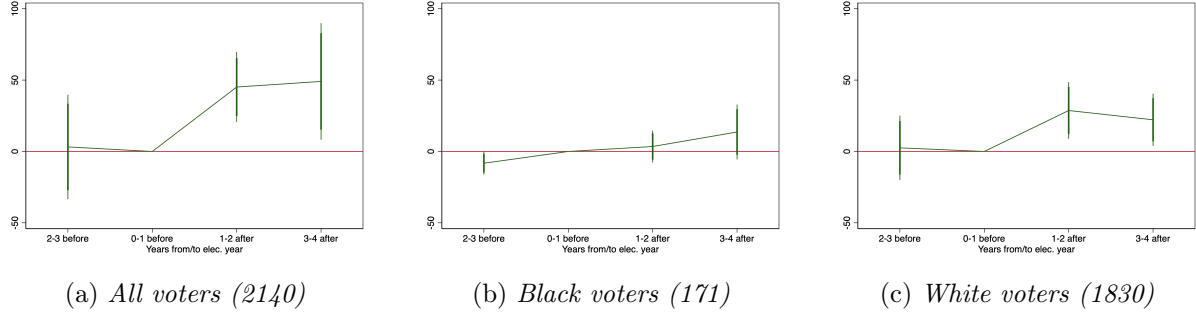 100
50
0
-50
2-3 before 0-1 before 1-2 after 3-4 after
Years from/to elec. year
(a) All voters (2140)
100
50
0
-50
2-3 before 0-1 before 1-2 after 3-4 after
Years from/to elec. year
(b) Black voters (171)
100
50
0
-50
2-3 before 0-1 before 1-2 after 3-4 after
Years from/to elec. year
(c) White voters (1830)